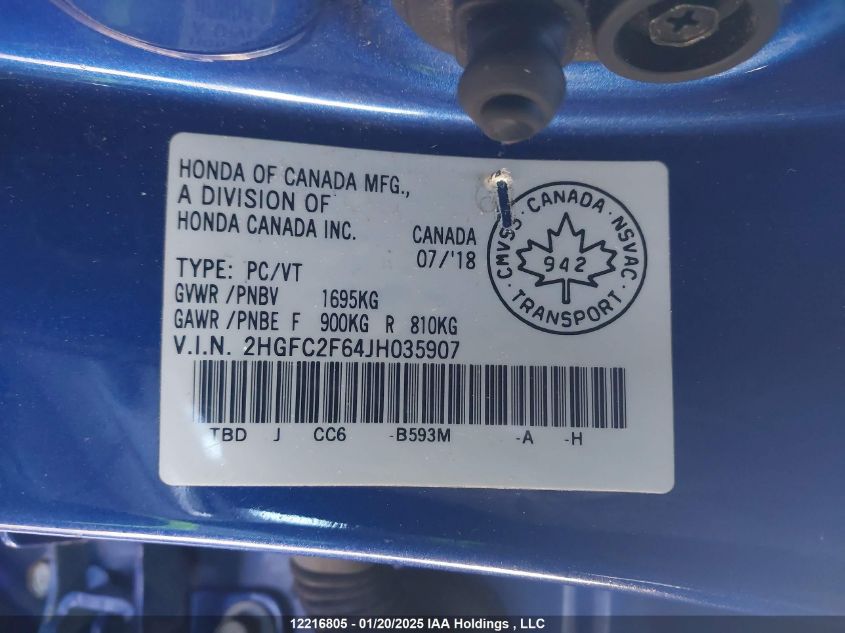 HONDA OF CANADA MFG.,
A DIVISION OF
HONDA CANADA INC.
CANADA
07/'18
TYPE: PC/VT
GVWR /PNBV 1695KG
GAWR /PNBE F 900KG R 810KG
V.I.N. 2HGFC2F64JH035907
TBD J CC6 -B593M -A -H
CMVSS · CANADA · NSVAC
942
· TRANSPORT ·
12216805 - 01/20/2025 IAA Holdings , LLC